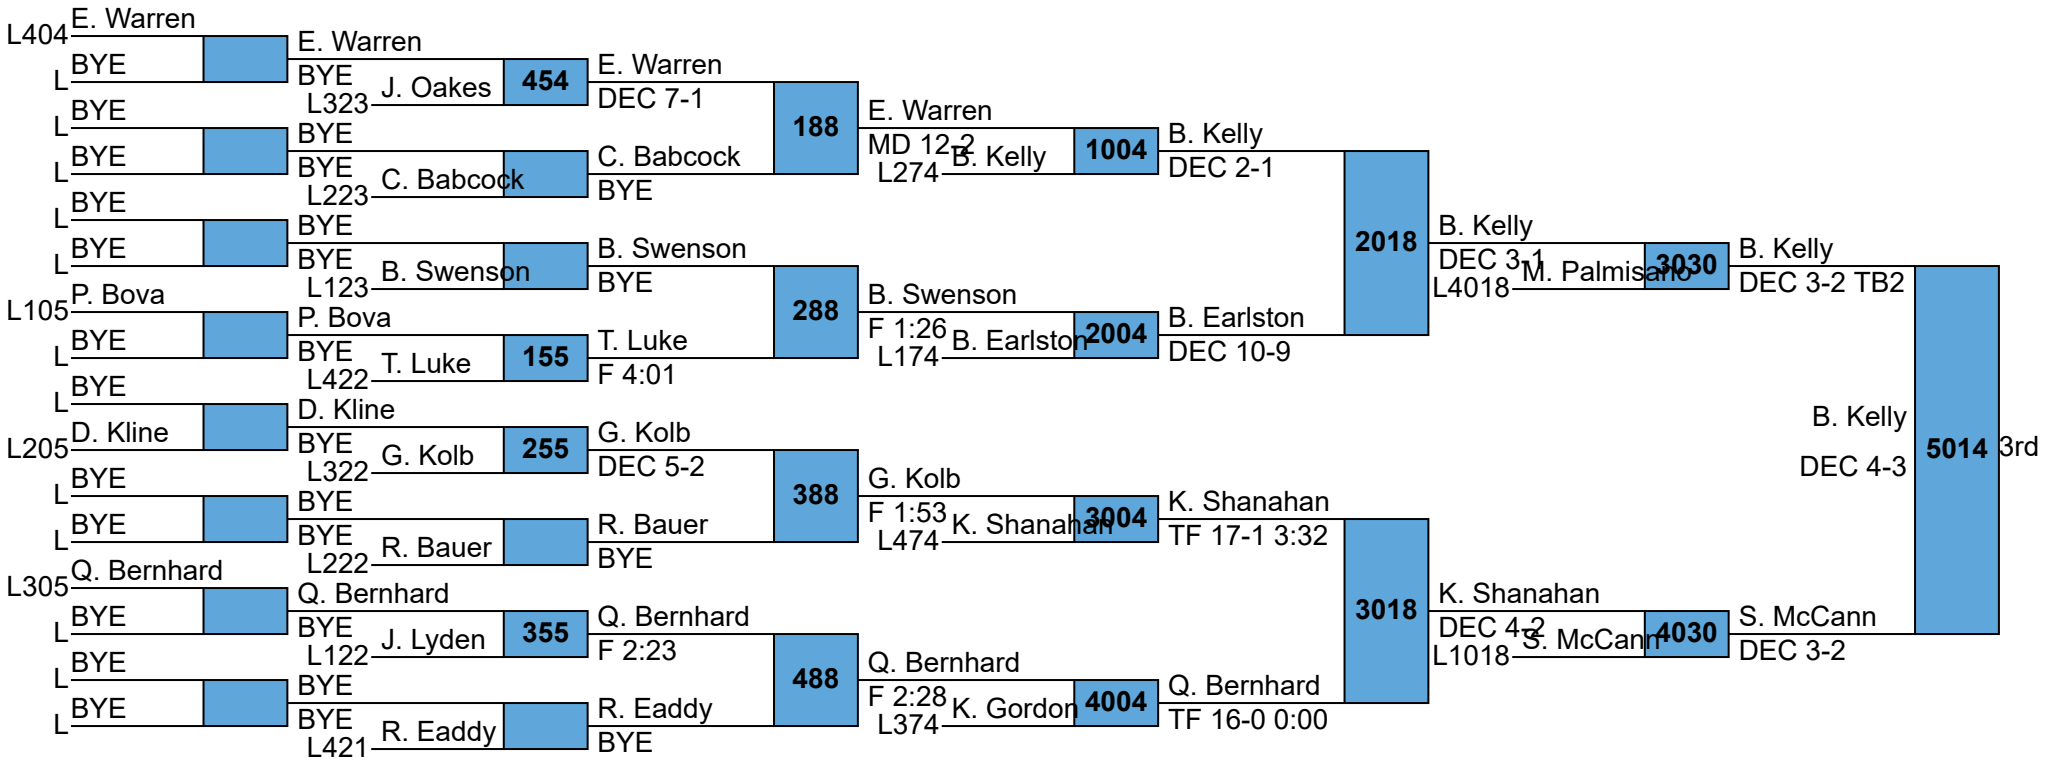 E. Warren
L404
BYE
L
E. Warren
BYE
J. Oakes
L323
454
E. Warren
DEC 7-1
BYE
L
BYE
L
BYE
BYE
C. Babcock
L223
C. Babcock
BYE
188
E. Warren
MD 12-2
B. Kelly
L274
1004
B. Kelly
DEC 2-1
BYE
L
BYE
L
BYE
BYE
B. Swenson
L123
B. Swenson
BYE
P. Bova
L105
BYE
L
P. Bova
BYE
T. Luke
L422
155
T. Luke
F 4:01
288
B. Swenson
F 1:26
B. Earlston
L174
2004
B. Earlston
DEC 10-9
2018
B. Kelly
DEC 3-1
M. Palmisano
L4018
3030
B. Kelly
DEC 3-2 TB2
BYE
L
D. Kline
L205
D. Kline
BYE
G. Kolb
L322
255
G. Kolb
DEC 5-2
BYE
L
BYE
L
BYE
BYE
R. Bauer
L222
R. Bauer
BYE
388
G. Kolb
F 1:53
K. Shanahan
L474
3004
K. Shanahan
TF 17-1 3:32
Q. Bernhard
L305
BYE
L
Q. Bernhard
BYE
J. Lyden
L122
355
Q. Bernhard
F 2:23
BYE
L
BYE
L
BYE
BYE
R. Eaddy
L421
R. Eaddy
BYE
488
Q. Bernhard
F 2:28
K. Gordon
L374
4004
Q. Bernhard
TF 16-0 0:00
3018
K. Shanahan
DEC 4-2
S. McCann
L1018
4030
S. McCann
DEC 3-2
B. Kelly
DEC 4-3
5014
3rd